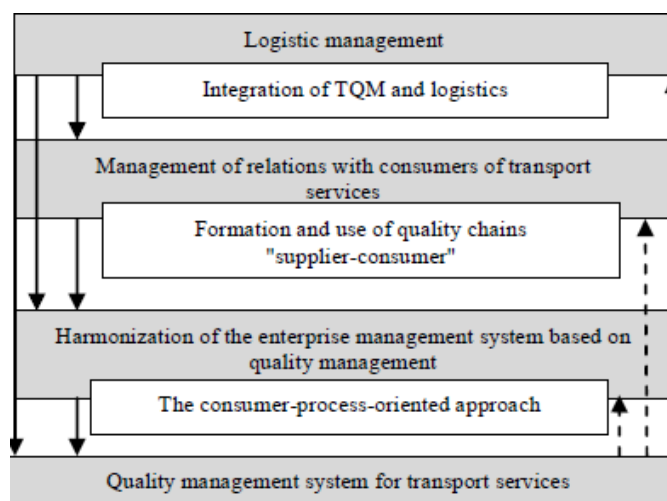 Logistic management
Integration of TQM and logistics
Management of relations with consumers of transport
services
Formation and use of quality chains
"supplier-consumer"
Harmonization of the enterprise management system based on
quality management
The consumer-process-oriented approach
Quality management system for transport services